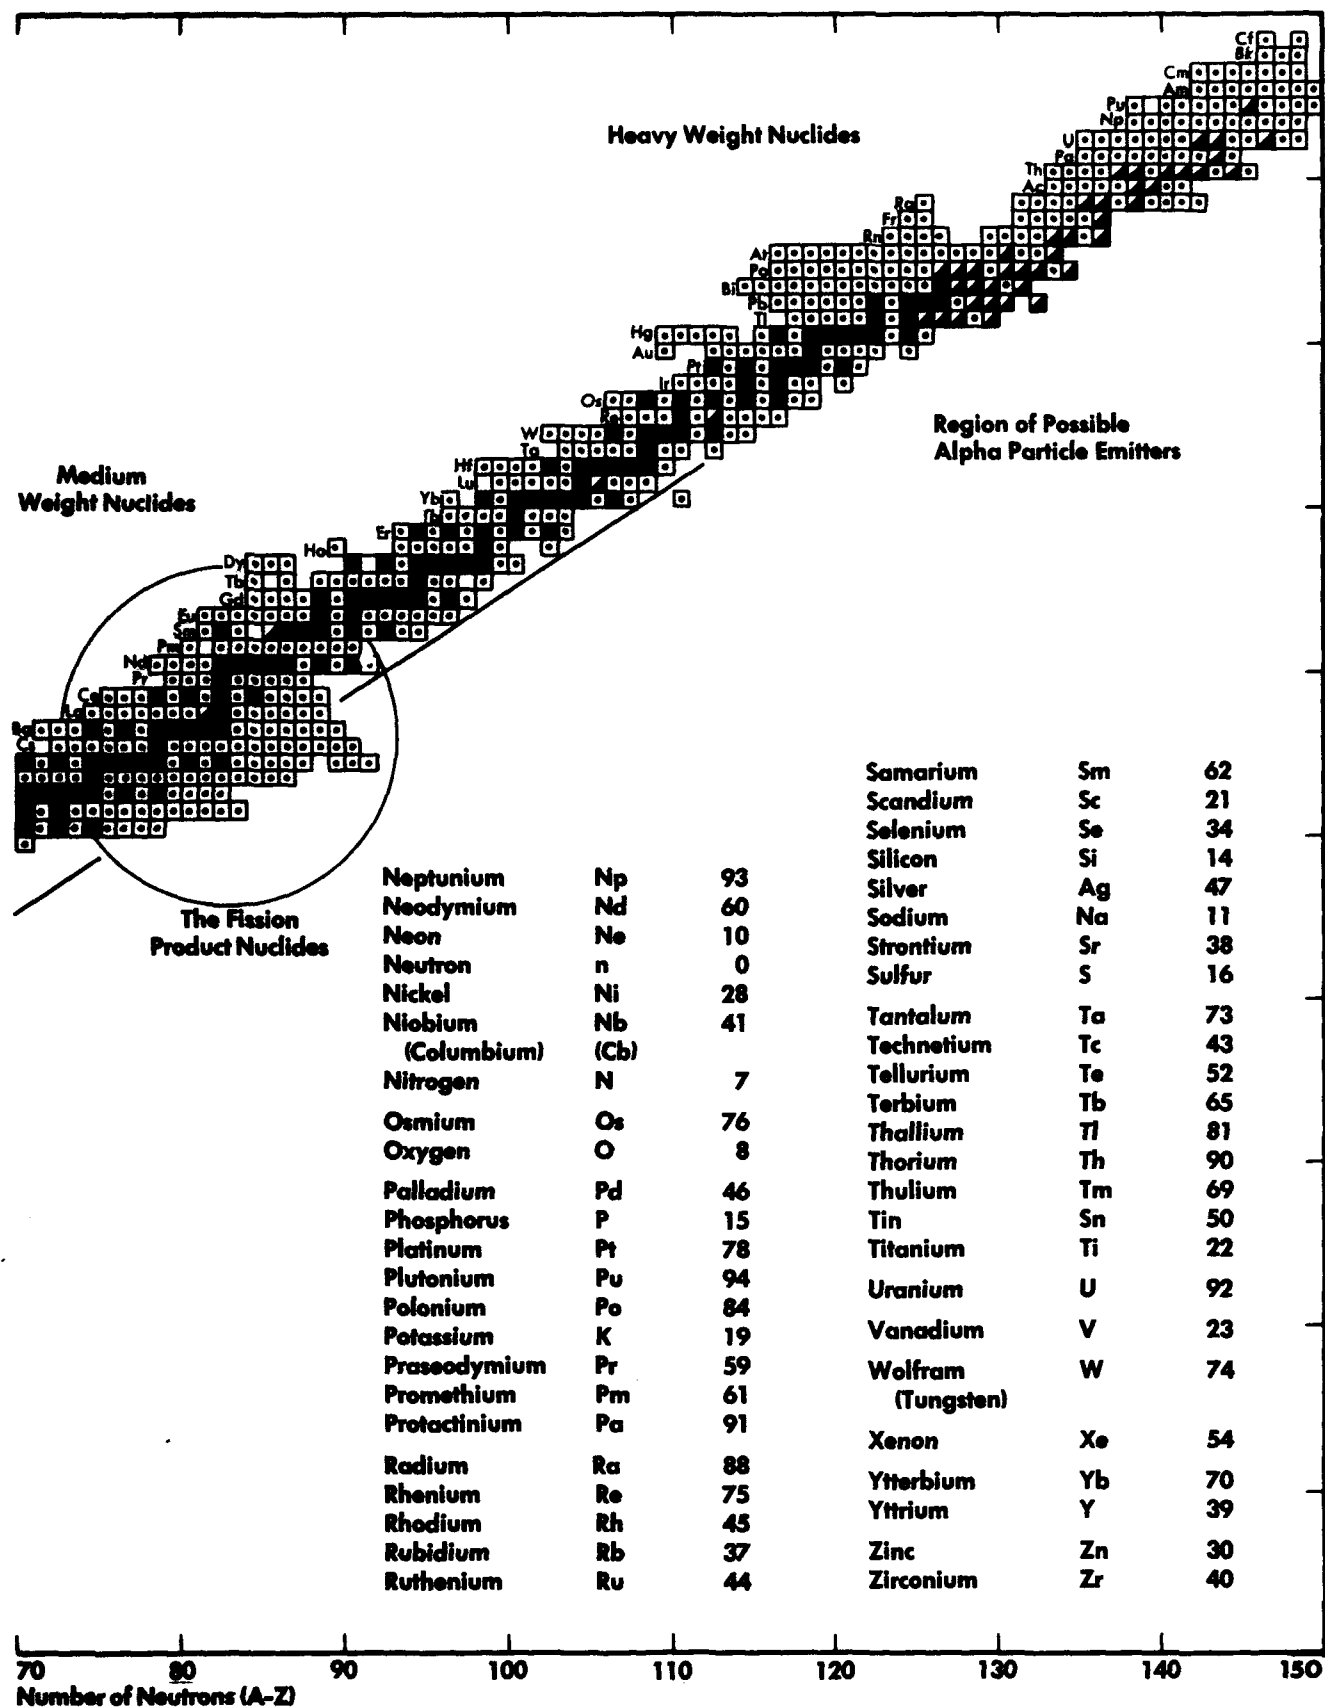 Cf
Bk
Cm
Am
Pu
Np
Heavy Weight Nuclides
U
Pa
Th
Ac
Ra
Fr
Rn
At
Po
Bi
Pb
Tl
Hg
Au
Pt
Ir
Os
Re
Region of Possible
Alpha Particle Emitters
W
Ta
Hf
Lu
Yb
Medium
Weight Nuclides
Er
Ho
Dy
Tb
Gd
Eu
Sm
Pm
Nd
Pr
Ce
La
Ba
Cs
The Fission
Product Nuclides
Neptunium Np 93
Neodymium Nd 60
Neon Ne 10
Neutron n 0
Nickel Ni 28
Niobium Nb 41
(Columbium) (Cb)
Nitrogen N 7
Osmium Os 76
Oxygen O 8
Palladium Pd 46
Phosphorus P 15
Platinum Pt 78
Plutonium Pu 94
Polonium Po 84
Potassium K 19
Praseodymium Pr 59
Promethium Pm 61
Protactinium Pa 91
Radium Ra 88
Rhenium Re 75
Rhodium Rh 45
Rubidium Rb 37
Ruthenium Ru 44
Samarium Sm 62
Scandium Sc 21
Selenium Se 34
Silicon Si 14
Silver Ag 47
Sodium Na 11
Strontium Sr 38
Sulfur S 16
Tantalum Ta 73
Technetium Tc 43
Tellurium Te 52
Terbium Tb 65
Thallium Tl 81
Thorium Th 90
Thulium Tm 69
Tin Sn 50
Titanium Ti 22
Uranium U 92
Vanadium V 23
Wolfram W 74
(Tungsten)
Xenon Xe 54
Ytterbium Yb 70
Yttrium Y 39
Zinc Zn 30
Zirconium Zr 40
70 80 90 100 110 120 130 140 150
Number of Neutrons (A-Z)